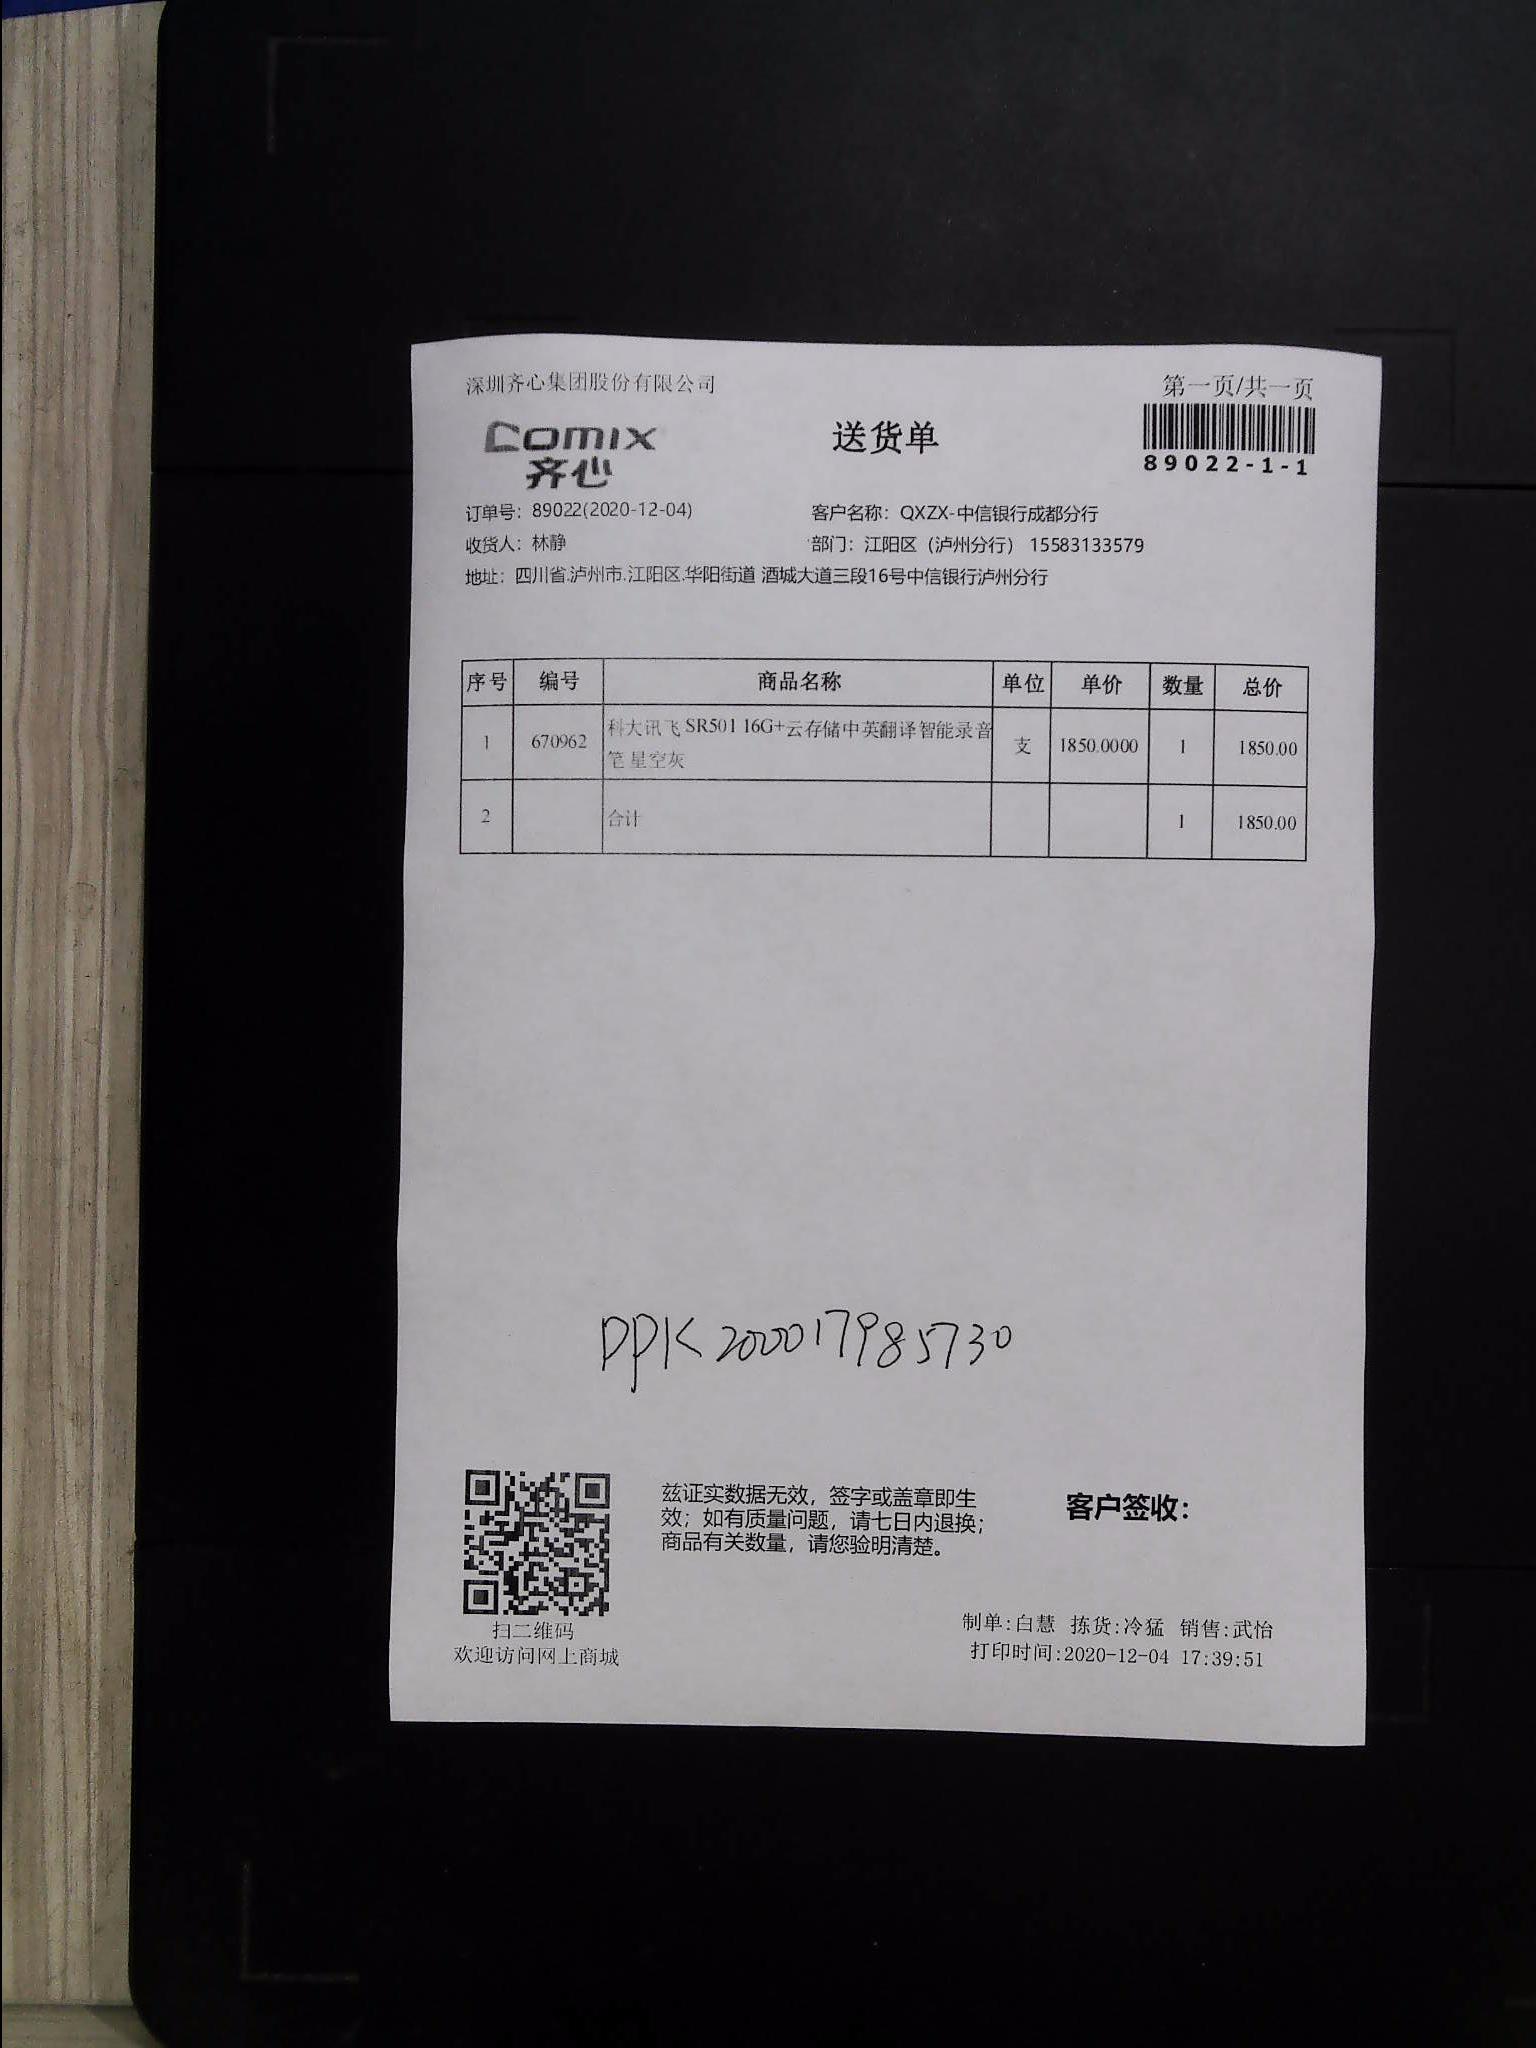 深圳齐心集团股份有限公司
第一页/共一页
comix
齐心
送货单
89022-1-1
订单号：89022(2020-12-04)
客户名称：QXZX-中信银行成都分行
收货人：林静
部门：江阳区（泸州分行） 15583133579
地址：四川省.泸州市.江阳区.华阳街道 酒城大道三段16号中信银行泸州分行
序号 编号 商品名称 单位 单价 数量 总价
1 670962 科大讯飞 SR501 16G+云存储中英翻译智能录音 支 1850.0000 1 1850.00
笔 星空灰
2 合计 1 1850.00
DPK200017985730
兹证实数据无效，签字或盖章即生
效；如有质量问题，请七日内退换；
商品有关数量，请您验明清楚。
客户签收：
扫二维码
欢迎访问网上商城
制单:白慧 拣货:冷猛 销售:武怡
打印时间:2020-12-04 17:39:51